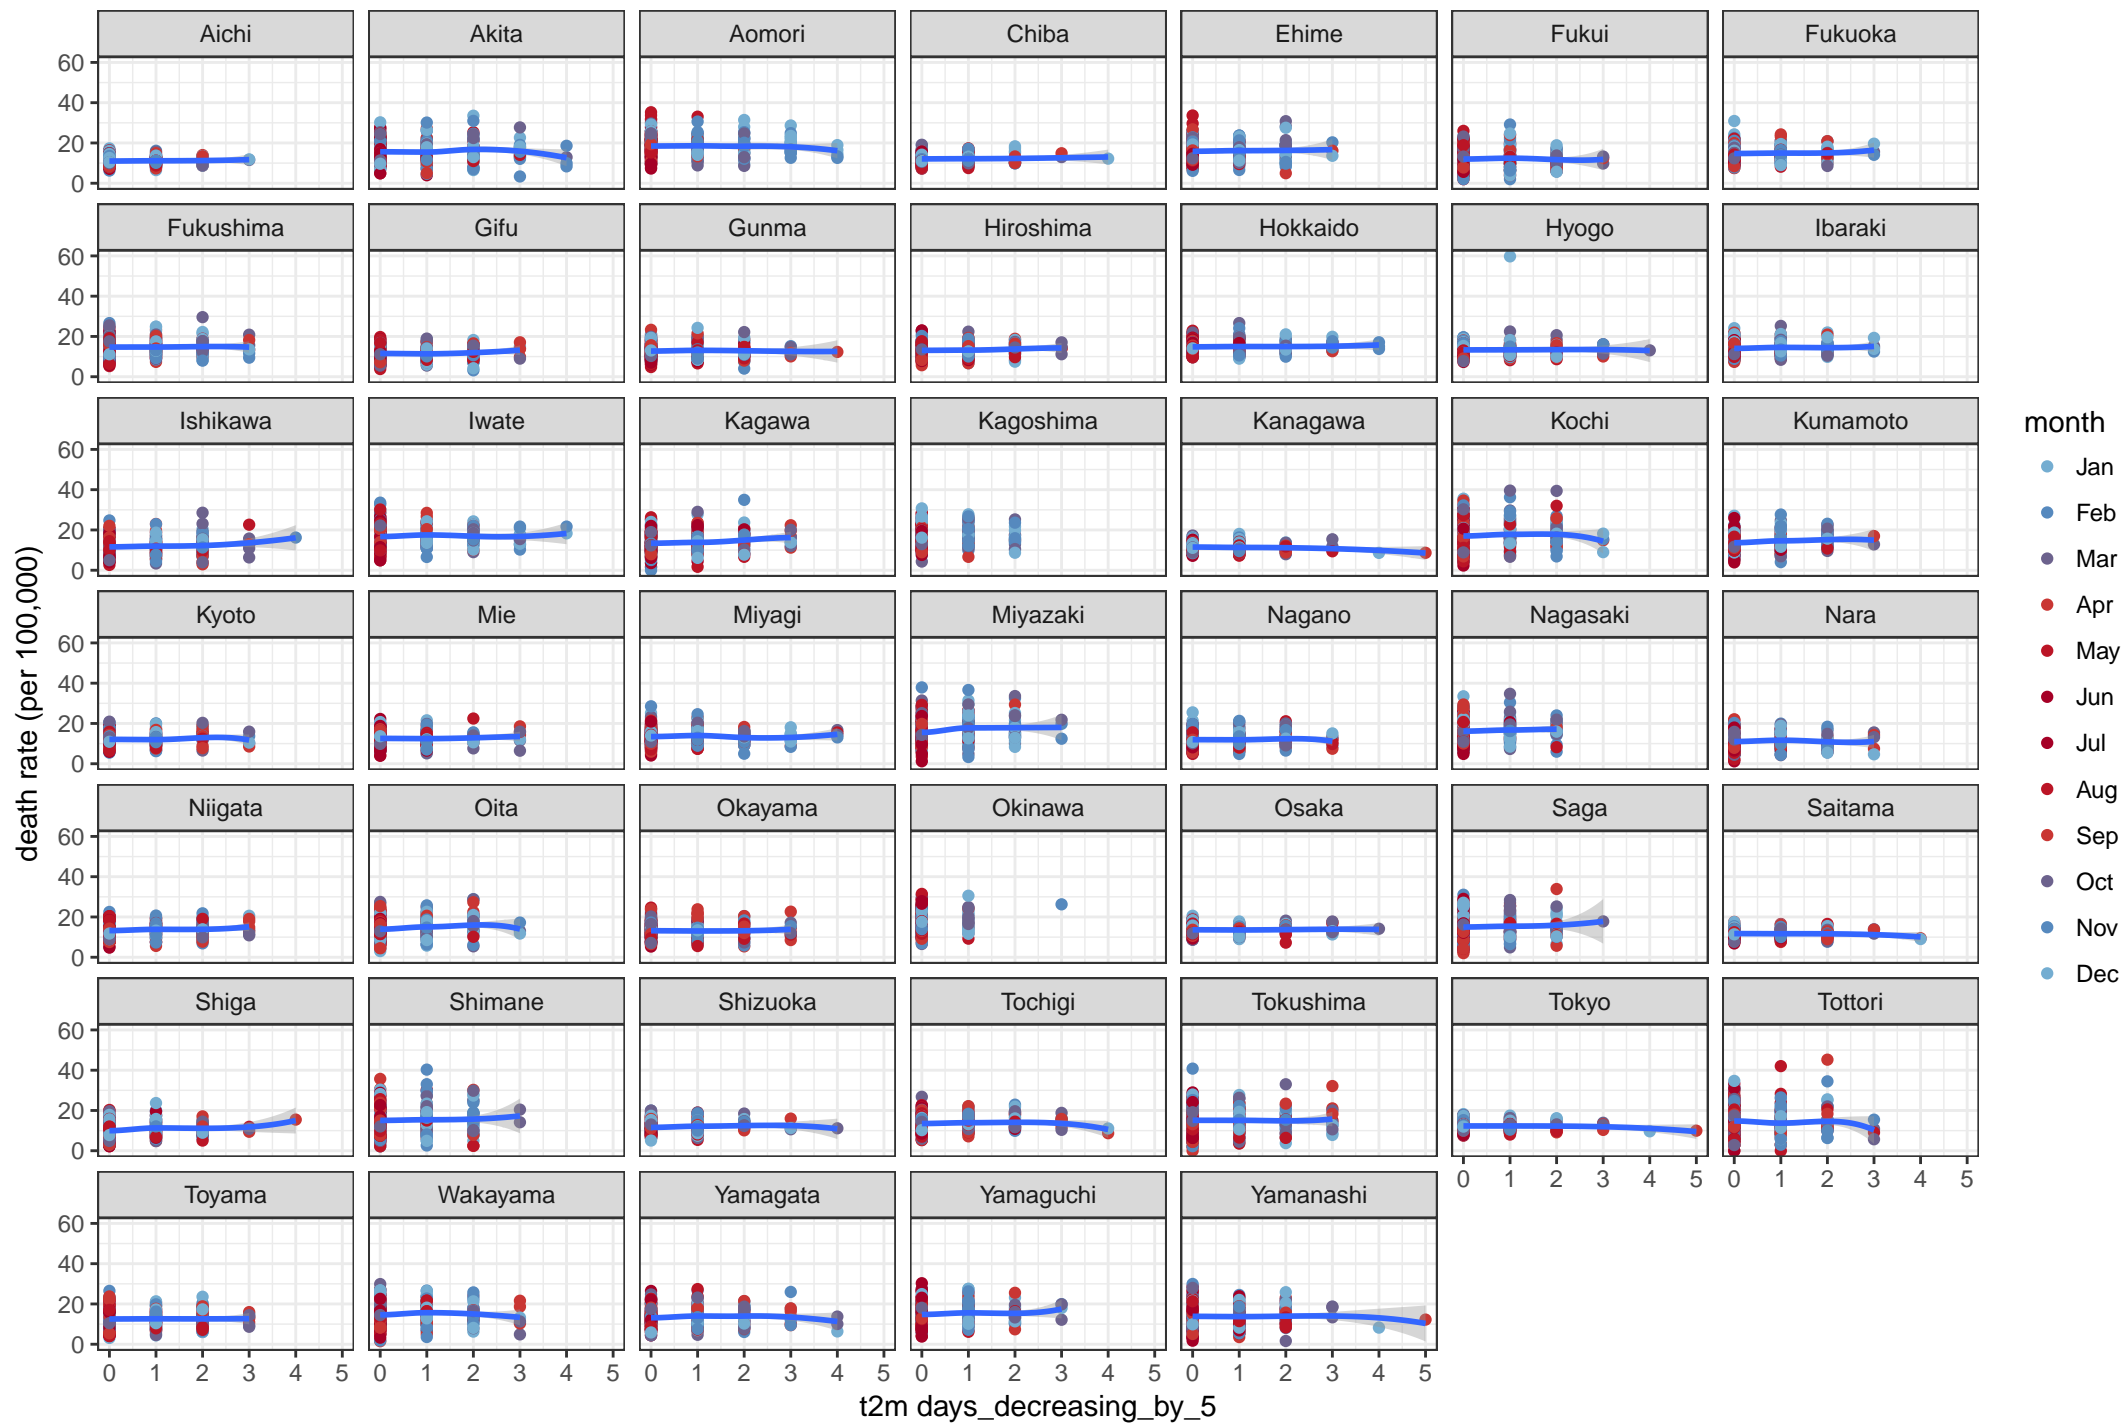 Aichi Akita Aomori Chiba Ehime Fukui Fukuoka
60
40
20
0
Fukushima Gifu Gunma Hiroshima Hokkaido Hyogo Ibaraki
60
40
20
0
Ishikawa Iwate Kagawa Kagoshima Kanagawa Kochi Kumamoto
60
40
20
0
Kyoto Mie Miyagi Miyazaki Nagano Nagasaki Nara
60
40
20
0
Niigata Oita Okayama Okinawa Osaka Saga Saitama
60
40
20
0
Shiga Shimane Shizuoka Tochigi Tokushima Tokyo Tottori
60
40
20
0
0 1 2 3 4 5 0 1 2 3 4 5
Toyama Wakayama Yamagata Yamaguchi Yamanashi
60
40
20
0
0 1 2 3 4 5 0 1 2 3 4 5 0 1 2 3 4 5 0 1 2 3 4 5 0 1 2 3 4 5
t2m days_decreasing_by_5
death rate (per 100,000)
month
Jan
Feb
Mar
Apr
May
Jun
Jul
Aug
Sep
Oct
Nov
Dec